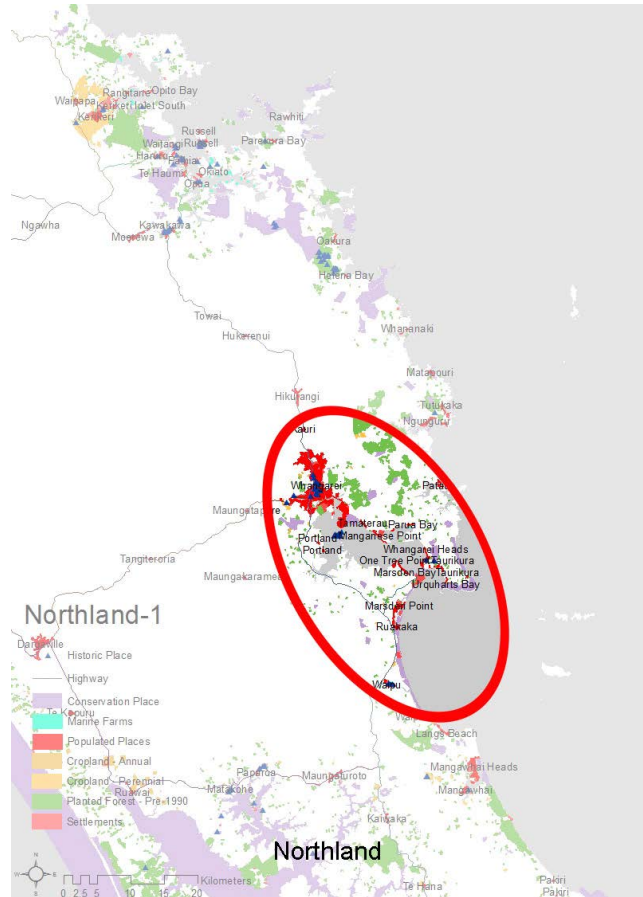 Rangitane
Opito Bay
Waipapa
Kerikeri Inlet South
Kerikeri
Rawhiti
Russell
Waitangi
Russell
Parekura Bay
Haruru
Paihia
Te Haumi
Okiato
Opua
Ngawha
Kawakawa
Moerewa
Oakura
Helena Bay
Towai
Hukerenui
Whananaki
Matapouri
Hikurangi
Tutukaka
Ngunguru
Kauri
Whangarei
Maungatapere
Tamaterau
Parua Bay
Portland
Mangarrese Point
Portland
Whangarei Heads
Tangiteroria
One Tree Point
Taurikura
Maungakaramea
Marsden Bay
Taurikura
Urquharts Bay
Northland-1
Marsden Point
Ruakaka
Dargaville
Historic Place
Highway
Waipu
Conservation Place
Te Kopuru
Marine Farms
Langs Beach
Populated Places
Cropland - Annual
Mangawhai Heads
Cropland - Perennial
Paparoa
Maungaturoto
Ruawai
Matakohe
Mangawhai
Planted Forest - Pre-1990
Settlements
Kaiwaka
Northland
N
W E
S
0 2.5 5 10 15 20
Kilometers
Te Hana
Pakiri
Pakiri